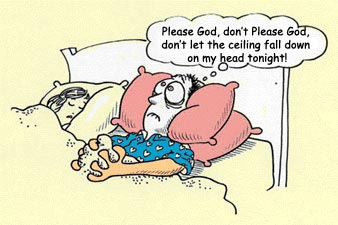 Please God, don't Please God,
don't let the ceiling fall down
on my head tonight!